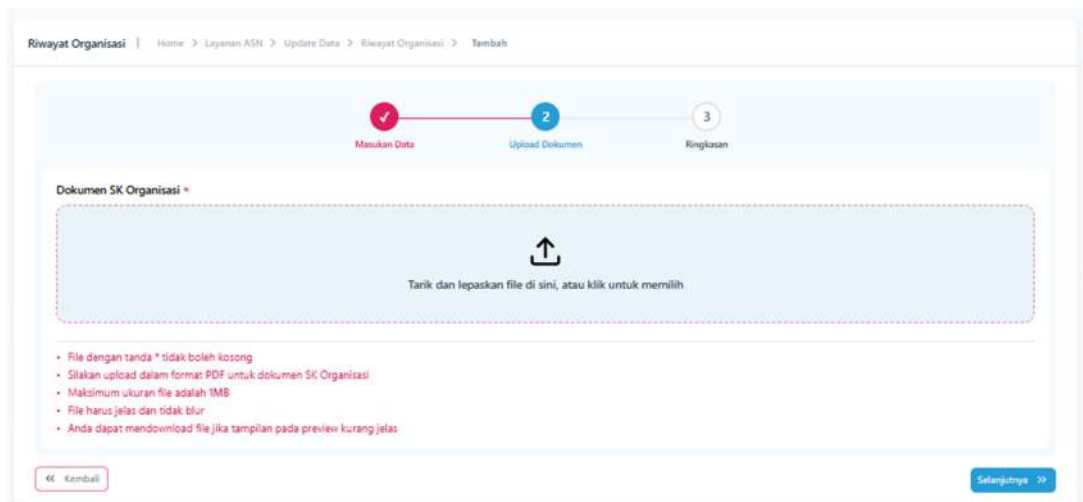 Riwayat Organisasi | Home > Layanan ASN > Update Data > Riwayat Organisasi > Tambah
2 3
Masukan Data Upload Dokumen Ringkasan
Dokumen SK Organisasi *
Tarik dan lepaskan file di sini, atau klik untuk memilih
• File dengan tanda * tidak boleh kosong
• Silakan upload dalam format PDF untuk dokumen SK Organisasi
• Maksimum ukuran file adalah 1MB
• File harus jelas dan tidak blur
• Anda dapat mendownload file jika tampilan pada preview kurang jelas
« Kembali Selanjutnya »